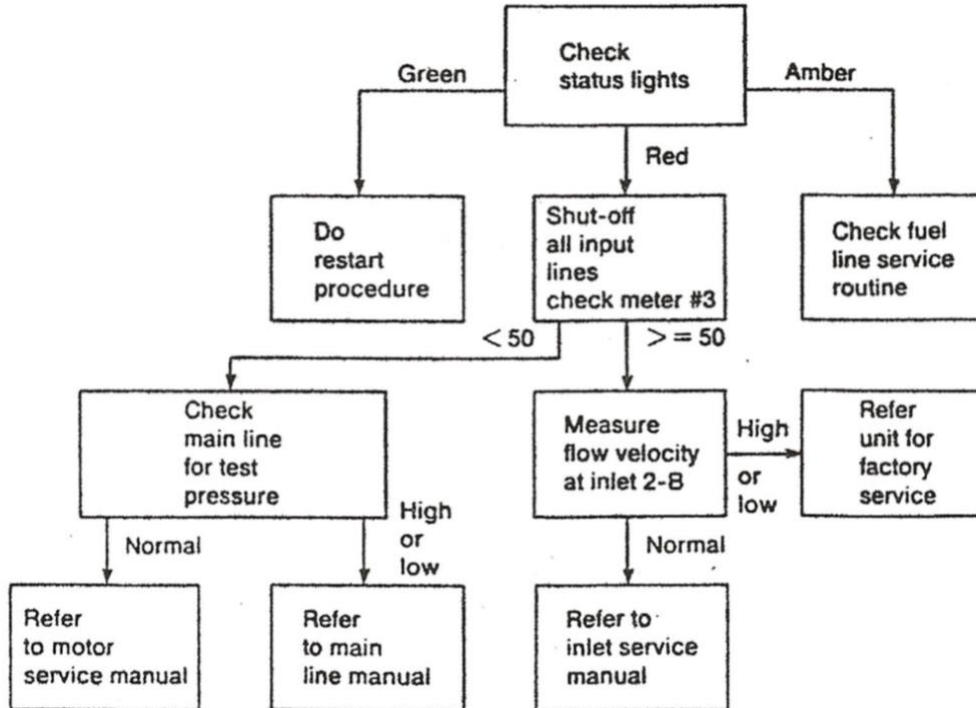 Check
status lights
Green
Amber
Red
Do
restart
procedure
Shut-off
all input
lines
check meter #3
Check fuel
line service
routine
< 50
> = 50
Check
main line
for test
pressure
Measure
flow velocity
at inlet 2-B
High
or
low
Refer
unit for
factory
service
Normal
High
or
low
Normal
Refer
to motor
service manual
Refer
to main
line manual
Refer to
inlet service
manual